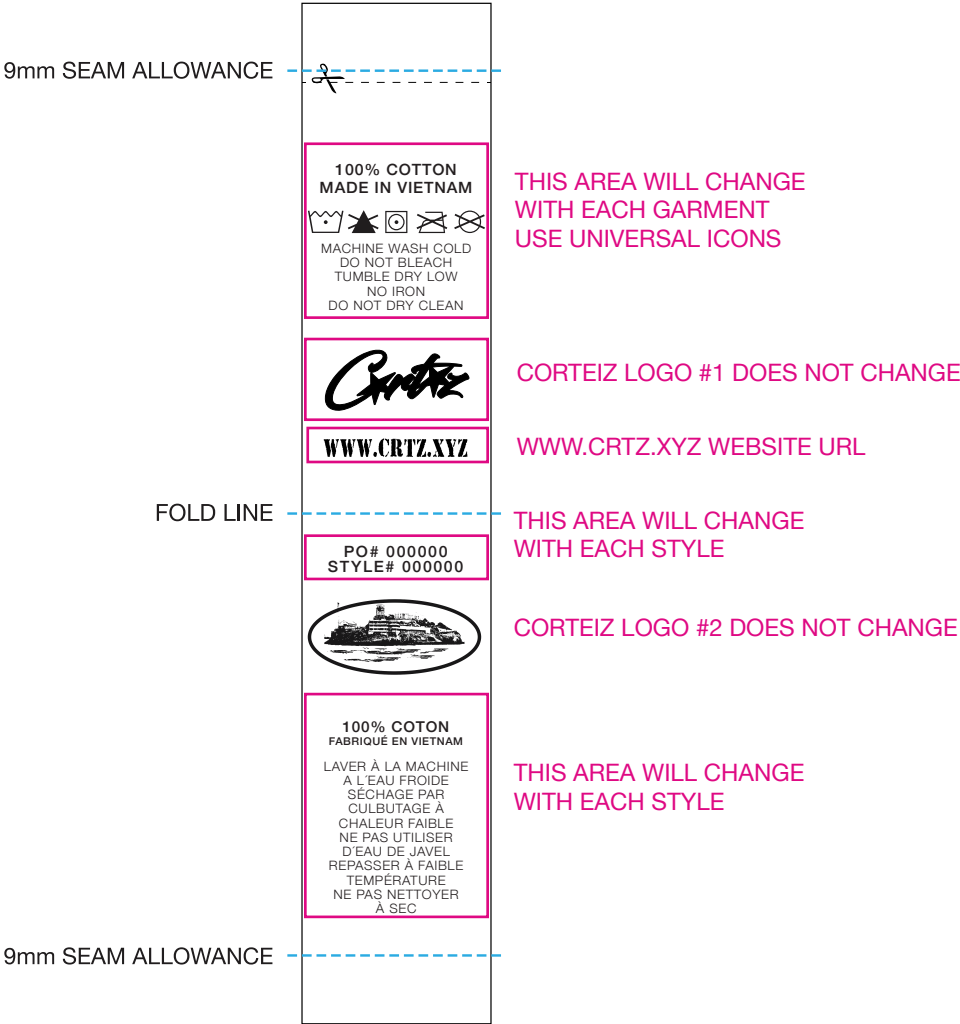 9mm SEAM ALLOWANCE
100% COTTON
MADE IN VIETNAM
MACHINE WASH COLD
DO NOT BLEACH
TUMBLE DRY LOW
NO IRON
DO NOT DRY CLEAN
THIS AREA WILL CHANGE
WITH EACH GARMENT
USE UNIVERSAL ICONS
Crtz
CORTEIZ LOGO #1 DOES NOT CHANGE
WWW.CRTZ.XYZ
WWW.CRTZ.XYZ WEBSITE URL
FOLD LINE
THIS AREA WILL CHANGE
WITH EACH STYLE
PO# 000000
STYLE# 000000
CORTEIZ LOGO #2 DOES NOT CHANGE
100% COTON
FABRIQUÉ EN VIETNAM
LAVER À LA MACHINE
A L´EAU FROIDE
SÉCHAGE PAR
CULBUTAGE À
CHALEUR FAIBLE
NE PAS UTILISER
D´EAU DE JAVEL
REPASSER À FAIBLE
TEMPÉRATURE
NE PAS NETTOYER
À SEC
THIS AREA WILL CHANGE
WITH EACH STYLE
9mm SEAM ALLOWANCE